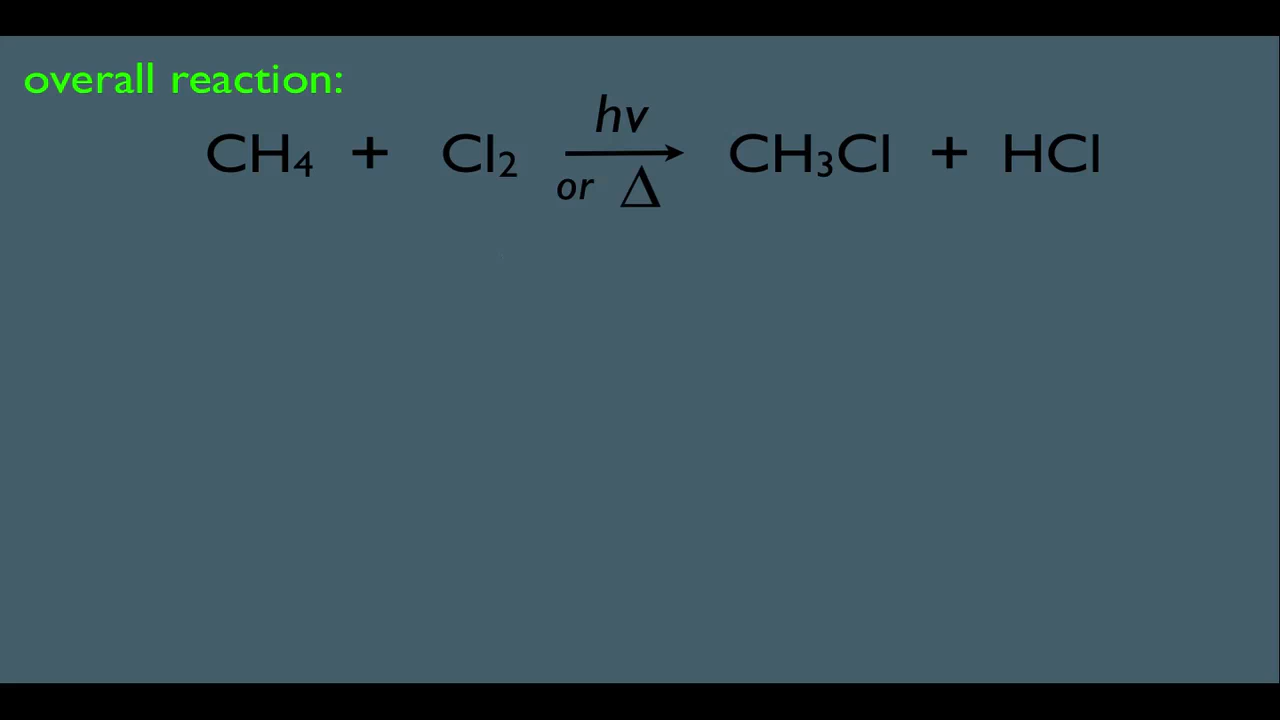 overall reaction:
hν
CH₄ + Cl₂ → CH₃Cl + HCl
or Δ